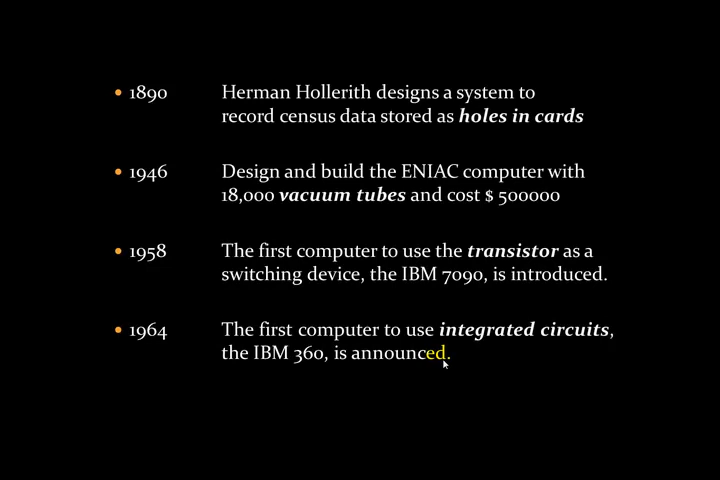 1890 Herman Hollerith designs a system to
record census data stored as holes in cards
1946 Design and build the ENIAC computer with
18,000 vacuum tubes and cost $ 500000
1958 The first computer to use the transistor as a
switching device, the IBM 7090, is introduced.
1964 The first computer to use integrated circuits,
the IBM 360, is announced.